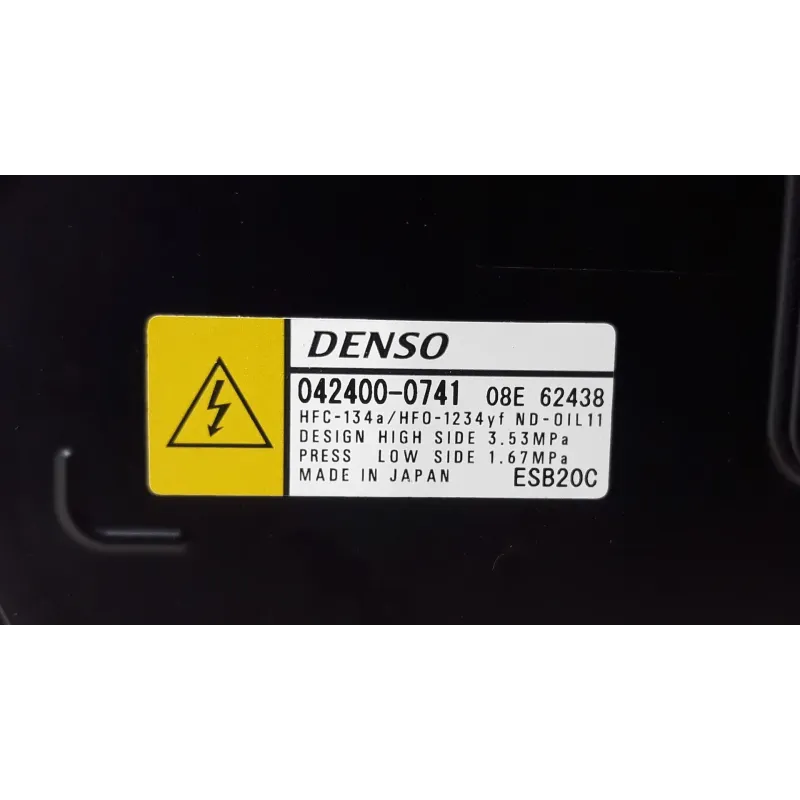 DENSO
042400-0741 08E 62438
HFC-134a/HFO-1234yf ND-OIL11
DESIGN HIGH SIDE 3.53MPa
PRESS LOW SIDE 1.67MPa
MADE IN JAPAN ESB20C